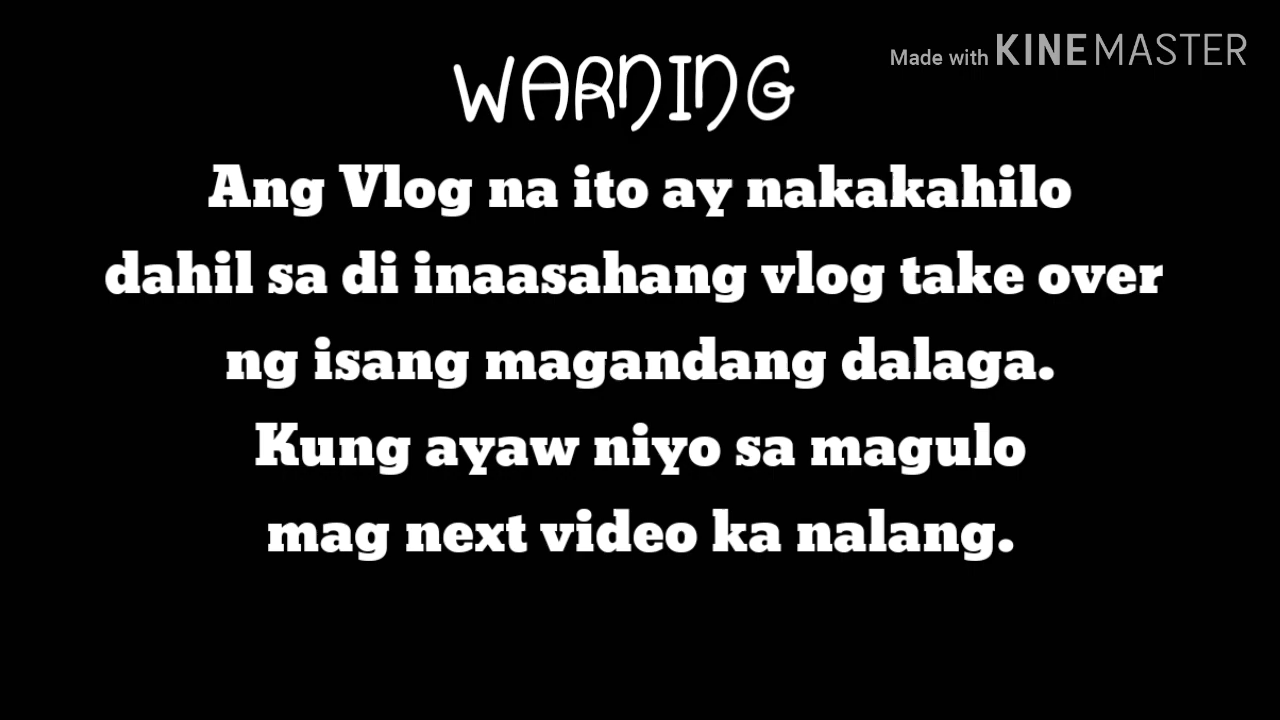 Made with KINEMASTER
WARNING
Ang Vlog na ito ay nakakahilo
dahil sa di inaasahang vlog take over
ng isang magandang dalaga.
Kung ayaw niyo sa magulo
mag next video ka nalang.